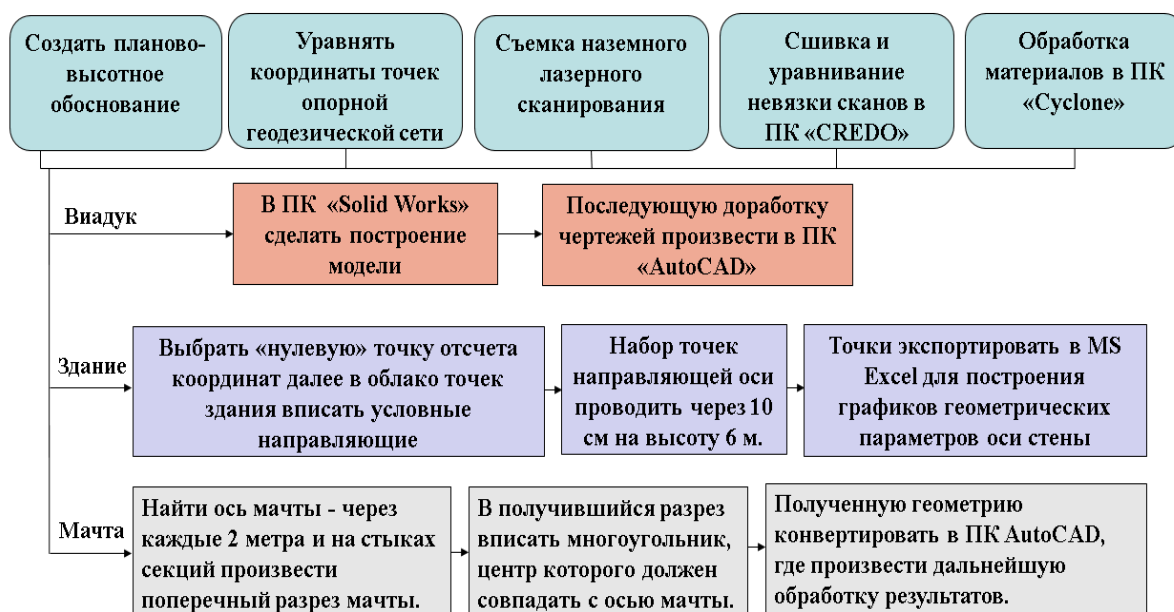 Создать планово-
высотное
обоснование
Уравнять
координаты точек
опорной
геодезической сети
Съемка наземного
лазерного
сканирования
Сшивка и
уравнивание
невязки сканов в
ПК «CREDO»
Обработка
материалов в ПК
«Cyclone»
Виадук
В ПК «Solid Works»
сделать построение
модели
Последующую доработку
чертежей произвести в ПК
«AutoCAD»
Здание
Выбрать «нулевую» точку отсчета
координат далее в облако точек
здания вписать условные
направляющие
Набор точек
направляющей оси
проводить через 10
см на высоту 6 м.
Точки экспортировать в MS
Excel для построения
графиков геометрических
параметров оси стены
Мачта
Найти ось мачты - через
каждые 2 метра и на стыках
секций произвести
поперечный разрез мачты.
В получившийся разрез
вписать многоугольник,
центр которого должен
совпадать с осью мачты.
Полученную геометрию
конвертировать в ПК AutoCAD,
где произвести дальнейшую
обработку результатов.